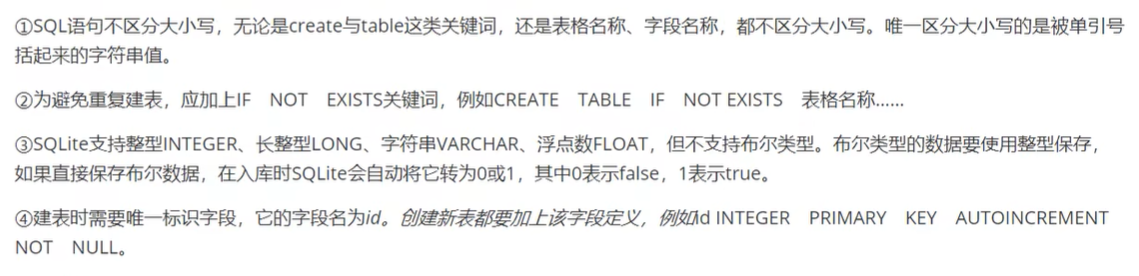 ①SQL语句不区分大小写，无论是create与table这类关键词，还是表格名称、字段名称，都不区分大小写。唯一区分大小写的是被单引号
括起来的字符串值。
②为避免重复建表，应加上IF NOT EXISTS关键词，例如CREATE TABLE IF NOT EXISTS 表格名称……
③SQLite支持整型INTEGER、长整型LONG、字符串VARCHAR、浮点数FLOAT，但不支持布尔类型。布尔类型的数据要使用整型保存，
如果直接保存布尔数据，在入库时SQLite会自动将它转为0或1，其中0表示false，1表示true。
④建表时需要唯一标识字段，它的字段名为id。创建新表都要加上该字段定义，例如id INTEGER PRIMARY KEY AUTOINCREMENT
NOT NULL。